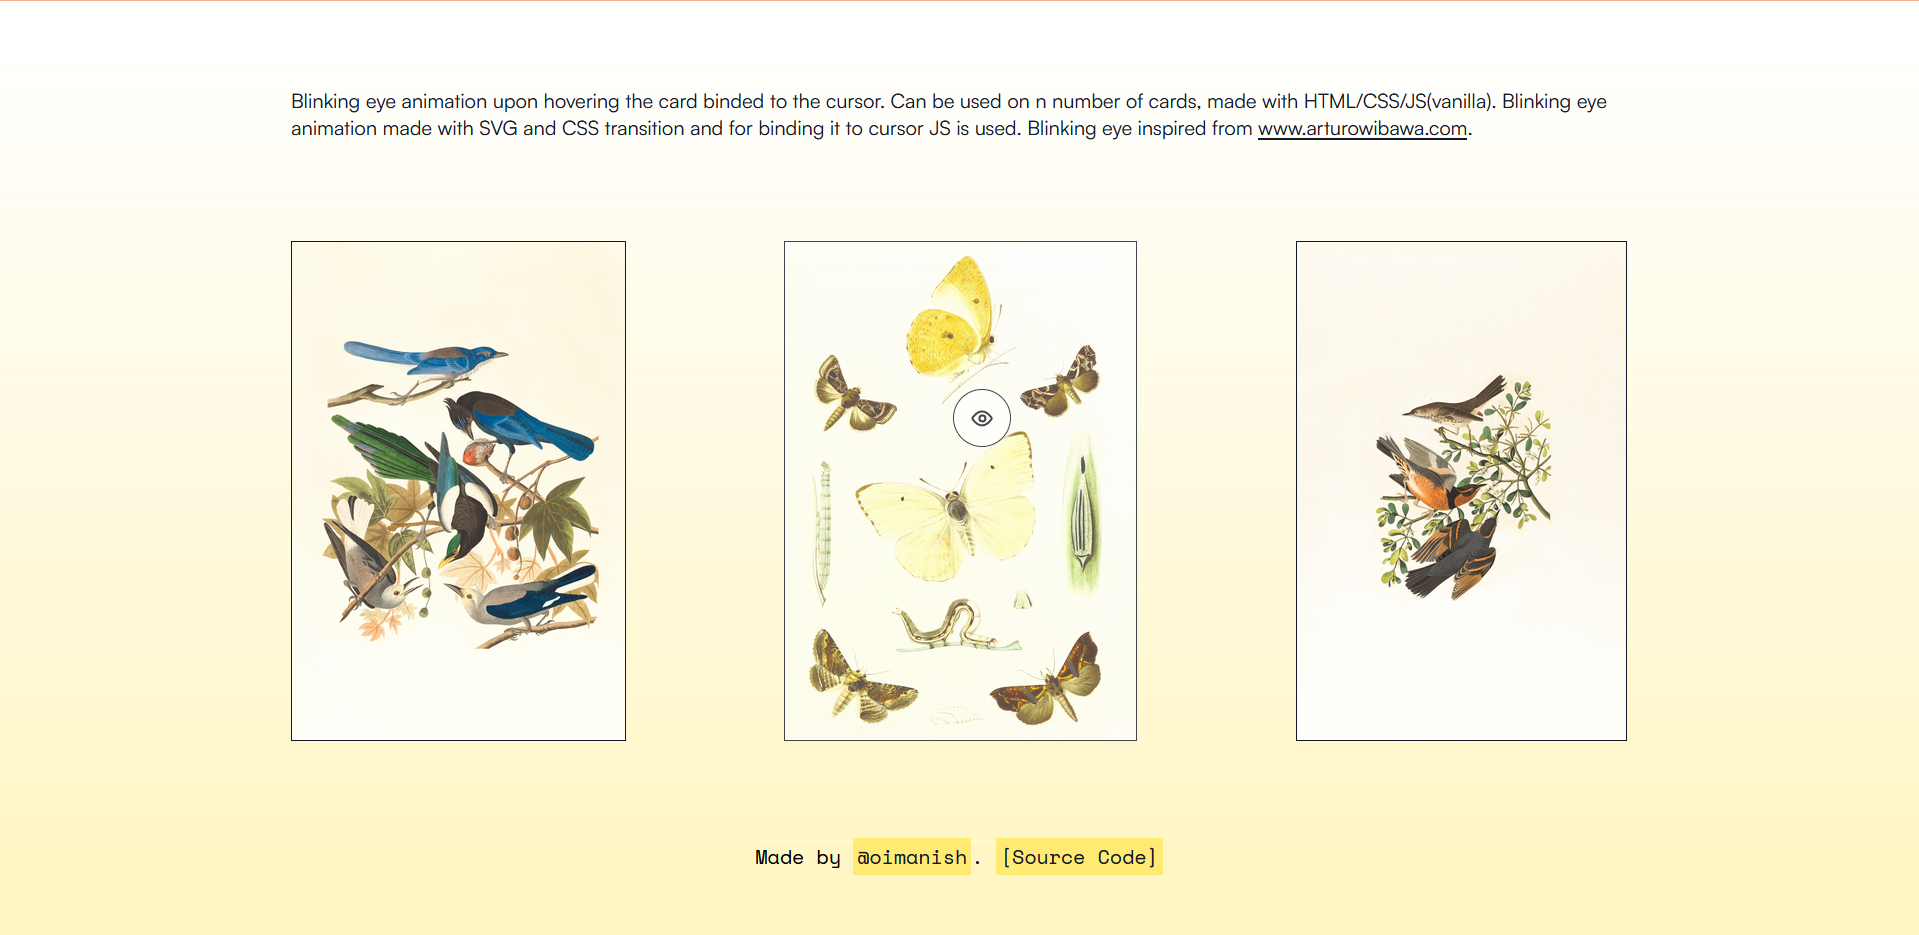 Blinking eye animation upon hovering the card binded to the cursor. Can be used on n number of cards, made with HTML/CSS/JS(vanilla). Blinking eye
animation made with SVG and CSS transition and for binding it to cursor JS is used. Blinking eye inspired from www.arturowibawa.com.
Made by @oimanish. [Source Code]